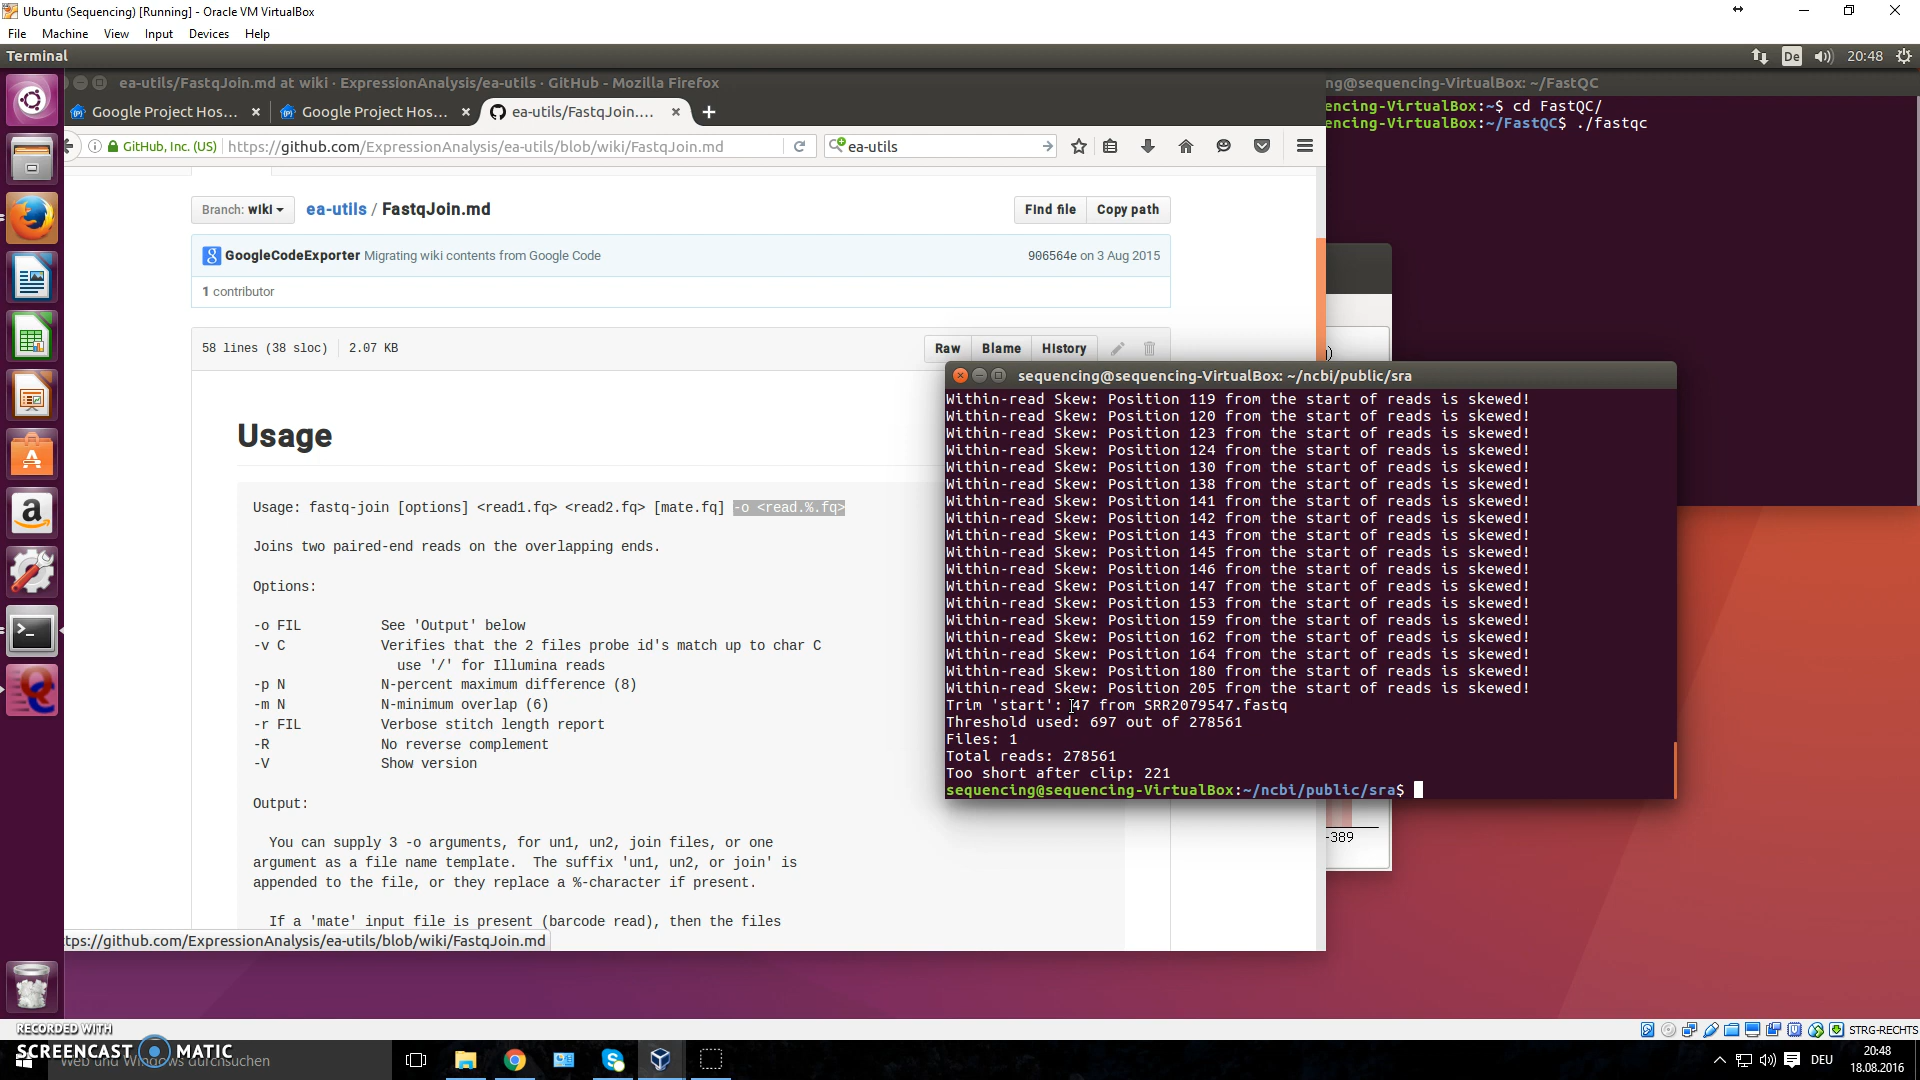 Ubuntu (Sequencing) [Running] - Oracle VM VirtualBox
File Machine View Input Devices Help
Terminal
De
20:48
ea-utils/FastqJoin.md at wiki · ExpressionAnalysis/ea-utils · GitHub - Mozilla Firefox
Google Project Hos...
Google Project Hos...
ea-utils/FastqJoin....
GitHub, Inc. (US)
https://github.com/ExpressionAnalysis/ea-utils/blob/wiki/FastqJoin.md
ea-utils
Branch: wiki
ea-utils / FastqJoin.md
Find file
Copy path
GoogleCodeExporter Migrating wiki contents from Google Code
906564e on 3 Aug 2015
1 contributor
58 lines (38 sloc)
2.07 KB
Raw
Blame
History
Usage
Usage: fastq-join [options] <read1.fq> <read2.fq> [mate.fq] -o <read.%.fq>
Joins two paired-end reads on the overlapping ends.
Options:
-o FIL See 'Output' below
-v C Verifies that the 2 files probe id's match up to char C
use '/' for Illumina reads
-p N N-percent maximum difference (8)
-m N N-minimum overlap (6)
-r FIL Verbose stitch length report
-R No reverse complement
-V Show version
Output:
You can supply 3 -o arguments, for un1, un2, join files, or one
argument as a file name template. The suffix 'un1, un2, or join' is
appended to the file, or they replace a %-character if present.
If a 'mate' input file is present (barcode read), then the files
tps://github.com/ExpressionAnalysis/ea-utils/blob/wiki/FastqJoin.md
ng@sequencing-VirtualBox: ~/FastQC
encing-VirtualBox:~$ cd FastQC/
encing-VirtualBox:~/FastQC$ ./fastqc
)
sequencing@sequencing-VirtualBox: ~/ncbi/public/sra
Within-read Skew: Position 119 from the start of reads is skewed!
Within-read Skew: Position 120 from the start of reads is skewed!
Within-read Skew: Position 123 from the start of reads is skewed!
Within-read Skew: Position 124 from the start of reads is skewed!
Within-read Skew: Position 130 from the start of reads is skewed!
Within-read Skew: Position 138 from the start of reads is skewed!
Within-read Skew: Position 141 from the start of reads is skewed!
Within-read Skew: Position 142 from the start of reads is skewed!
Within-read Skew: Position 143 from the start of reads is skewed!
Within-read Skew: Position 145 from the start of reads is skewed!
Within-read Skew: Position 146 from the start of reads is skewed!
Within-read Skew: Position 147 from the start of reads is skewed!
Within-read Skew: Position 153 from the start of reads is skewed!
Within-read Skew: Position 159 from the start of reads is skewed!
Within-read Skew: Position 162 from the start of reads is skewed!
Within-read Skew: Position 164 from the start of reads is skewed!
Within-read Skew: Position 180 from the start of reads is skewed!
Within-read Skew: Position 205 from the start of reads is skewed!
Trim 'start': 47 from SRR2079547.fastq
Threshold used: 697 out of 278561
Files: 1
Total reads: 278561
Too short after clip: 221
sequencing@sequencing-VirtualBox:~/ncbi/public/sra$
-389
STRG-RECHTS
RECORDED WITH
SCREENCAST MATIC
Web und Windows durchsuchen
DEU
20:48
18.08.2016